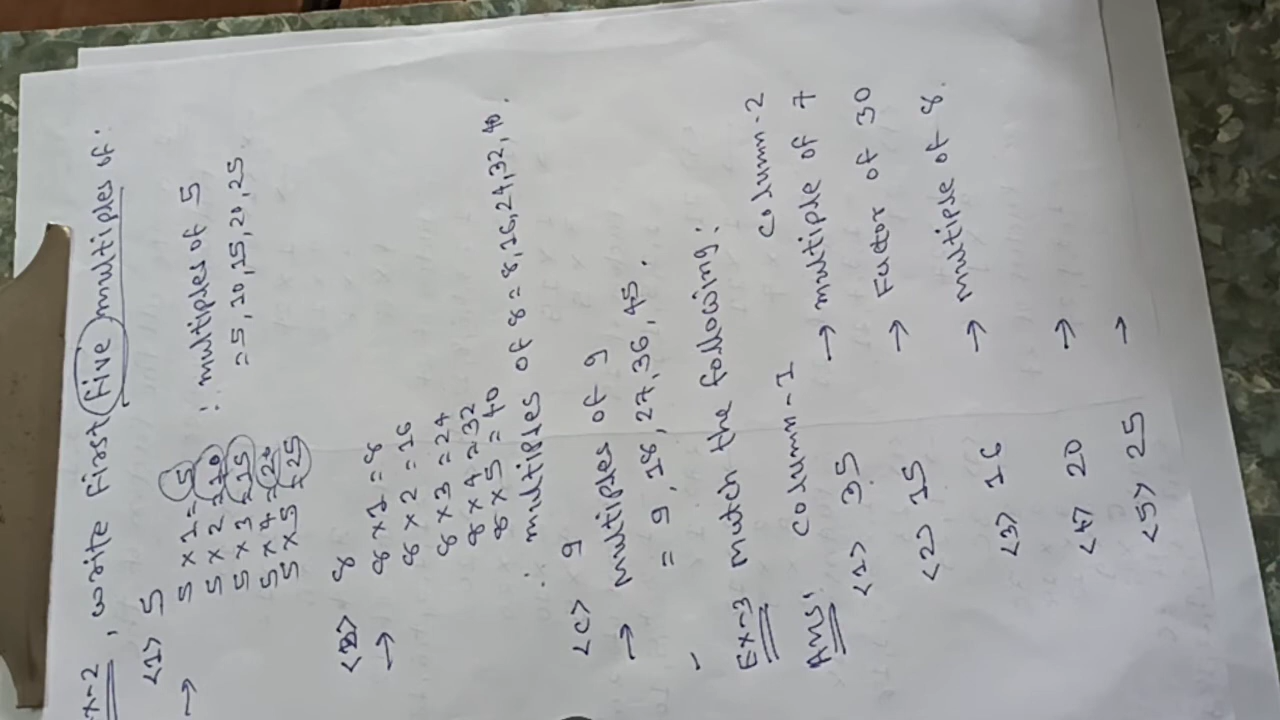 x-2, write first five multiples of.
<1> 5
→ 5 x 1 = 5 ∴ multiples of 5
5 x 2 = 10 = 5, 10, 15, 20, 25
5 x 3 = 15
5 x 4 = 20
5 x 5 = 25
<B> 8
→ 8 x 1 = 8
8 x 2 = 16
8 x 3 = 24
8 x 4 = 32
8 x 5 = 40
∴ multiples of 8 = 8, 16, 24, 32, 40.
<c> 9
→ multiples of 9
= 9, 18, 27, 36, 45.
Ex-3 mutch the following:
Ans: column-1 column-2
<1> 35 → multiple of 7
<2> 15 → Factor of 30
<3> 16 → multiple of 8.
<4> 20 →
<5> 25 →